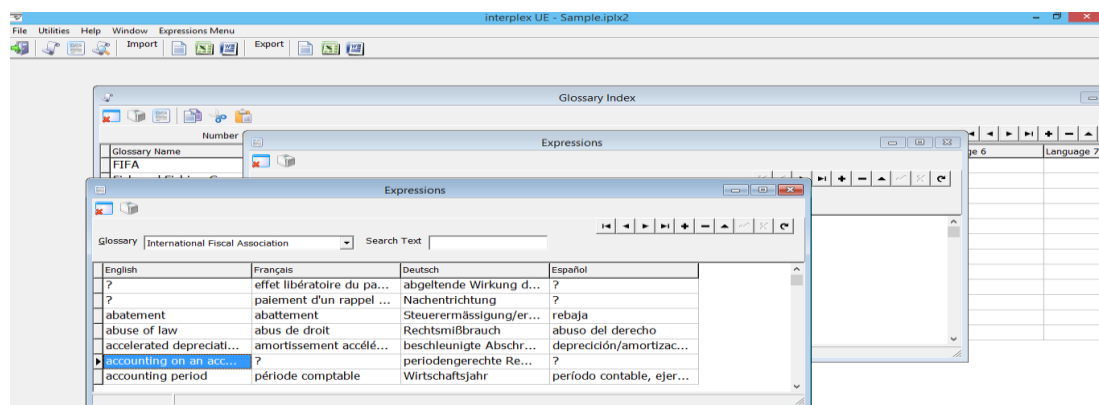 interplex UE - Sample.iplx2
File Utilities Help Window Expressions Menu
Import Export
Glossary Index
Number
Glossary Name
FIFA
ge 6 Language 7
Expressions
Expressions
Glossary International Fiscal Association Search Text
English Français Deutsch Español
? effet libératoire du pa... abgeltende Wirkung d... ?
? paiement d'un rappel ... Nachentrichtung ?
abatement abattement Steuerermässigung/er... rebaja
abuse of law abus de droit Rechtsmißbrauch abuso del derecho
accelerated depreciati... amortissement accélé... beschleunigte Abschr... depreción/amortizac...
accounting on an acc... ? periodengerechte Re... ?
accounting period période comptable Wirtschaftsjahr período contable, ejer...